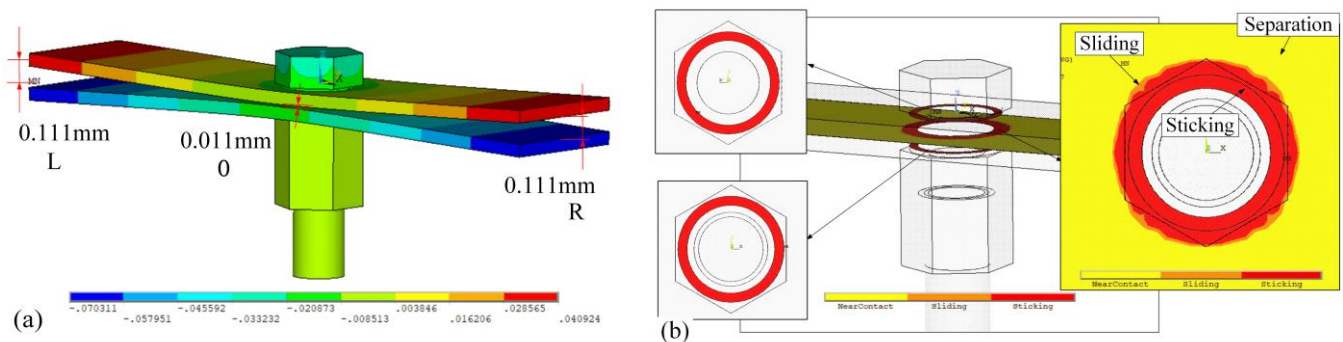 MN
X
0.111mm
L
0.011mm
0
0.111mm
R
-.070311
-.045592
-.020873
.003846
.028565
-.057951
-.033232
-.008513
.016206
.040924
(a)
Separation
Sliding
MN
Sticking
X
NearContact Sliding Sticking
NearContact Sliding Sticking
(b)